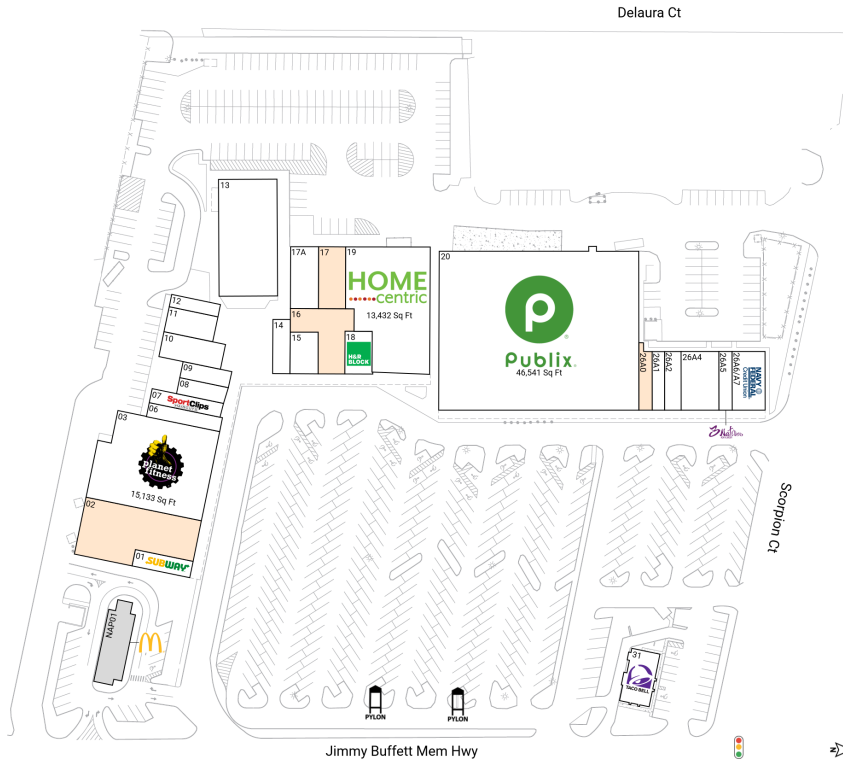 Delaura Ct
13
17A
17
19
HOME
centric
13,432 Sq Ft
20
Publix
46,541 Sq Ft
12
11
10
09
08
07
SportClips
06
14
16
15
18
H&R
BLOCK
26A0
26A1
26A2
26A4
26A5
26A6/A7
NAVY
FEDERAL
Credit Union
03
planet
fitness
15,133 Sq Ft
02
01
SUBWAY
Scorpion Ct
NAP01
31
TACO BELL
PYLON
PYLON
Jimmy Buffett Mem Hwy
N